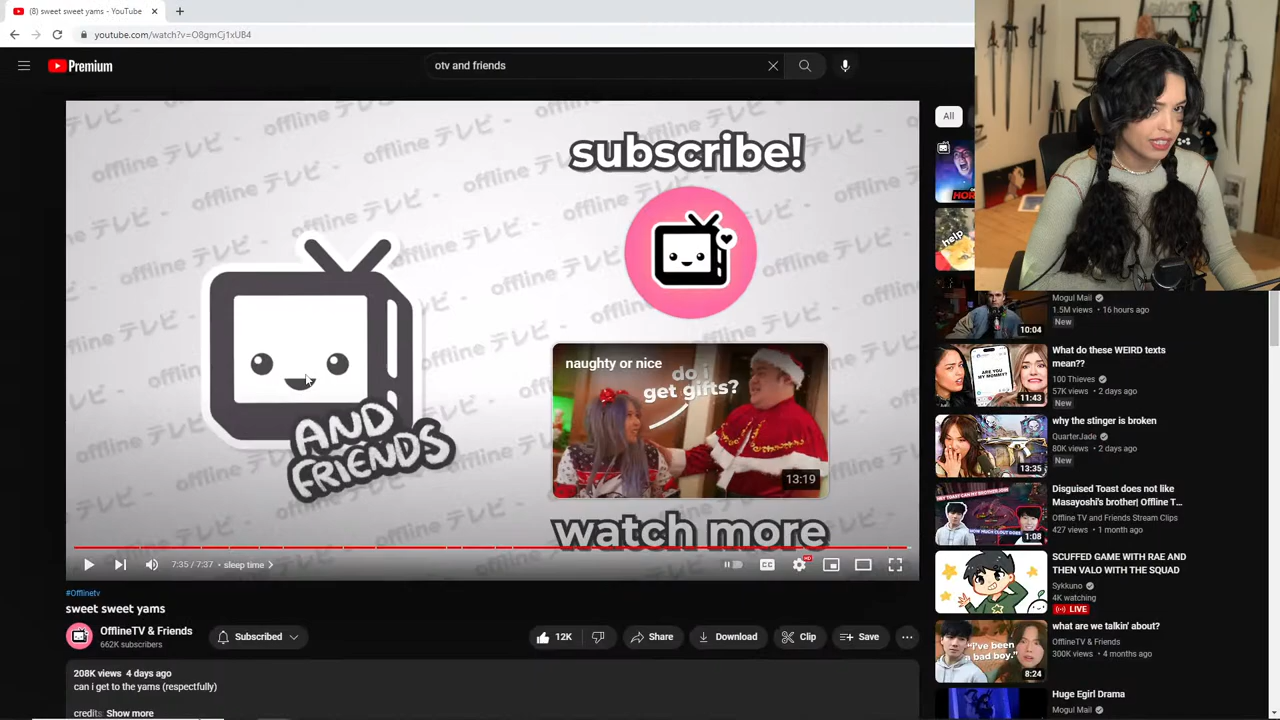 (8) sweet sweet yams - YouTube
youtube.com/watch?v=O8gmCj1xUB4
Premium
otv and friends
offline テレビ -
subscribe!
AND
FRIENDS
naughty or nice
do i
get gifts?
13:19
watch more
7:35 / 7:37 • sleep time
HD
#Offlinetv
sweet sweet yams
OfflineTV & Friends
662K subscribers
Subscribed
12K
Share
Download
Clip
Save
208K views 4 days ago
can i get to the yams (respectfully)
credits: Show more
All
HOR
help
Mogul Mail
1.5M views • 16 hours ago
New
10:04
What do these WEIRD texts
mean??
100 Thieves
57K views • 2 days ago
New
ARE YOU
MY MOMMY?
11:43
why the stinger is broken
QuarterJade
80K views • 2 days ago
New
13:35
Disguised Toast does not like
Masayoshi's brother| Offline T...
Offline TV and Friends Stream Clips
427 views • 1 month ago
1:08
SCUFFED GAME WITH RAE AND
THEN VALO WITH THE SQUAD
Sykkuno
4K watching
LIVE
what are we talkin' about?
OfflineTV & Friends
300K views • 4 months ago
"i've been
a bad boy."
8:24
Huge Egirl Drama
Mogul Mail